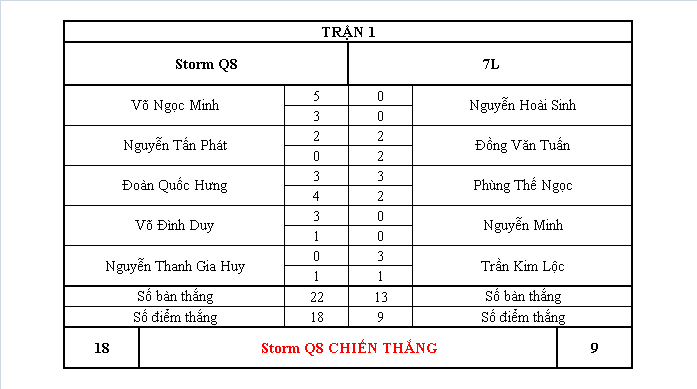 TRẬN 1
Storm Q8 7L
Võ Ngọc Minh 5 0 Nguyễn Hoài Sinh
3 0
Nguyễn Tấn Phát 2 2 Đồng Văn Tuấn
0 2
Đoàn Quốc Hưng 3 3 Phùng Thế Ngọc
4 2
Võ Đình Duy 3 0 Nguyễn Minh
1 0
Nguyễn Thanh Gia Huy 0 3 Trần Kim Lộc
1 1
Số bàn thắng 22 13 Số bàn thắng
Số điểm thắng 18 9 Số điểm thắng
18 Storm Q8 CHIẾN THẮNG 9